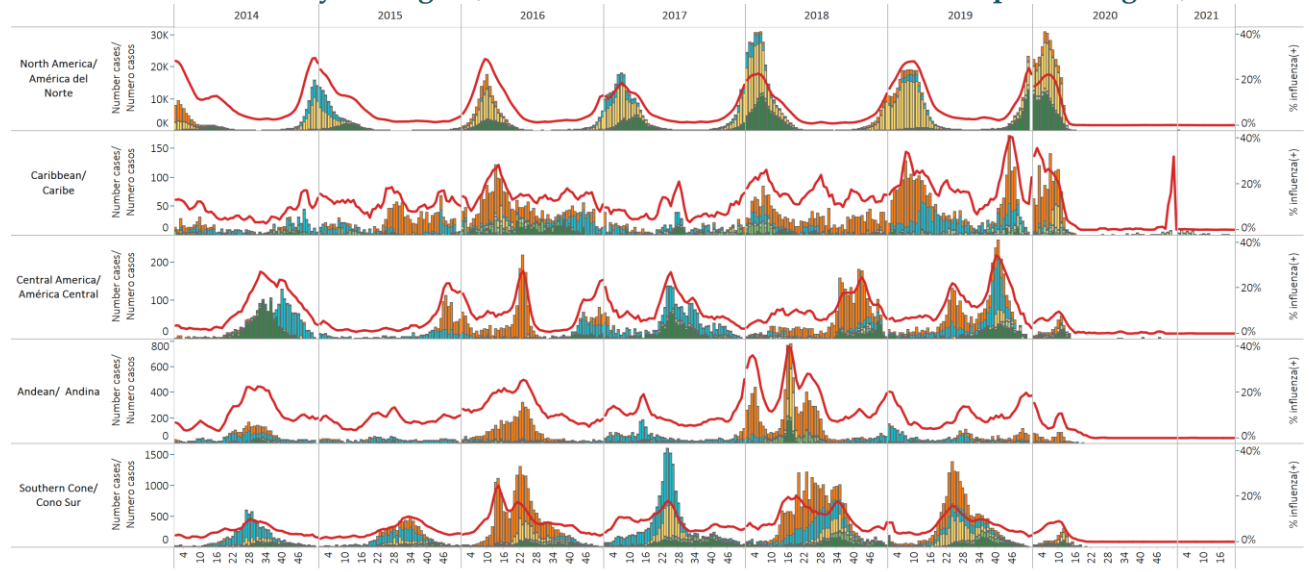 2014 2015 2016 2017 2018 2019 2020 2021
North America/
América del
Norte
Number cases/
Numero casos
30K
20K
10K
0K
40%
20%
0%
% influenza(+)
Caribbean/
Caribe
Number cases/
Numero casos
150
100
50
0
40%
20%
0%
% influenza(+)
Central America/
América Central
Number cases/
Numero casos
200
100
0
40%
20%
0%
% influenza(+)
Andean/ Andina
Number cases/
Numero casos
800
600
400
200
0
40%
20%
0%
% influenza(+)
Southern Cone/
Cono Sur
Number cases/
Numero casos
1500
1000
500
0
40%
20%
0%
% influenza(+)
4 10 16 22 28 34 40 46 4 10 16 22 28 34 40 46 4 10 16 22 28 34 40 46 4 10 16 22 28 34 40 46 4 10 16 22 28 34 40 46 4 10 16 22 28 34 40 46 4 10 16 22 28 34 40 46 4 10 16